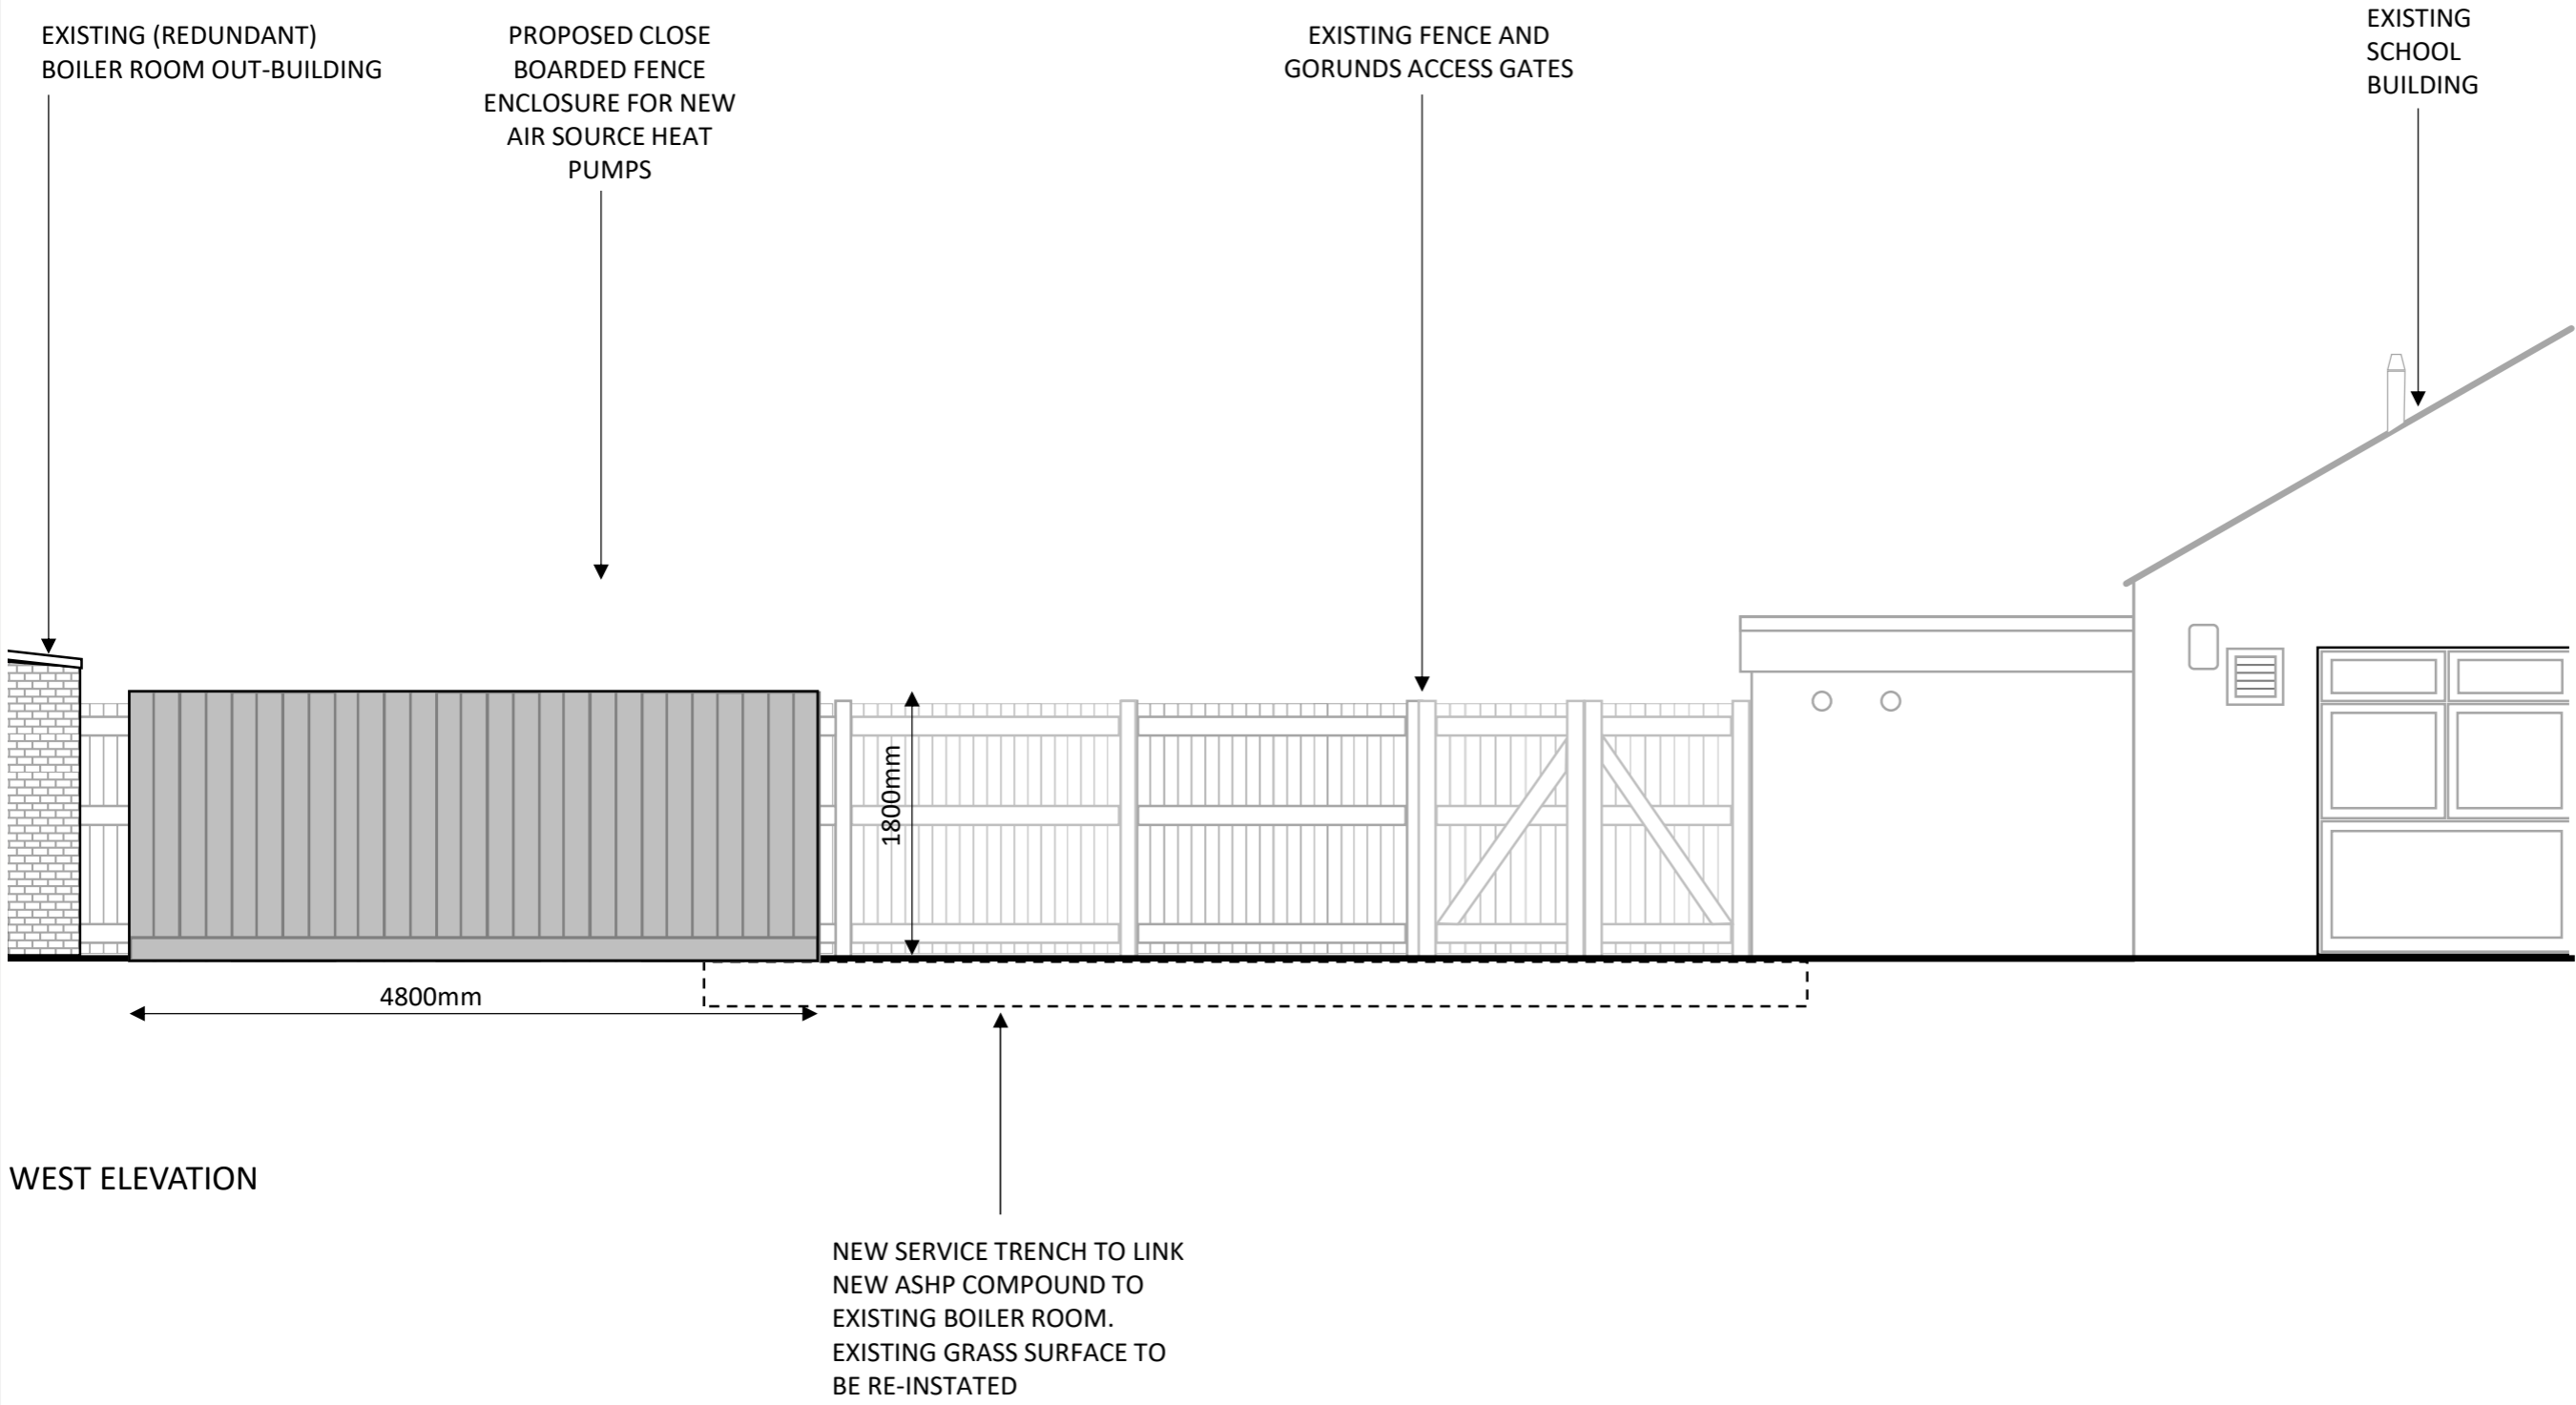 EXISTING (REDUNDANT)
BOILER ROOM OUT-BUILDING
PROPOSED CLOSE
BOARDED FENCE
ENCLOSURE FOR NEW
AIR SOURCE HEAT
PUMPS
EXISTING FENCE AND
GORUNDS ACCESS GATES
EXISTING
SCHOOL
BUILDING
1800mm
4800mm
WEST ELEVATION
NEW SERVICE TRENCH TO LINK
NEW ASHP COMPOUND TO
EXISTING BOILER ROOM.
EXISTING GRASS SURFACE TO
BE RE-INSTATED